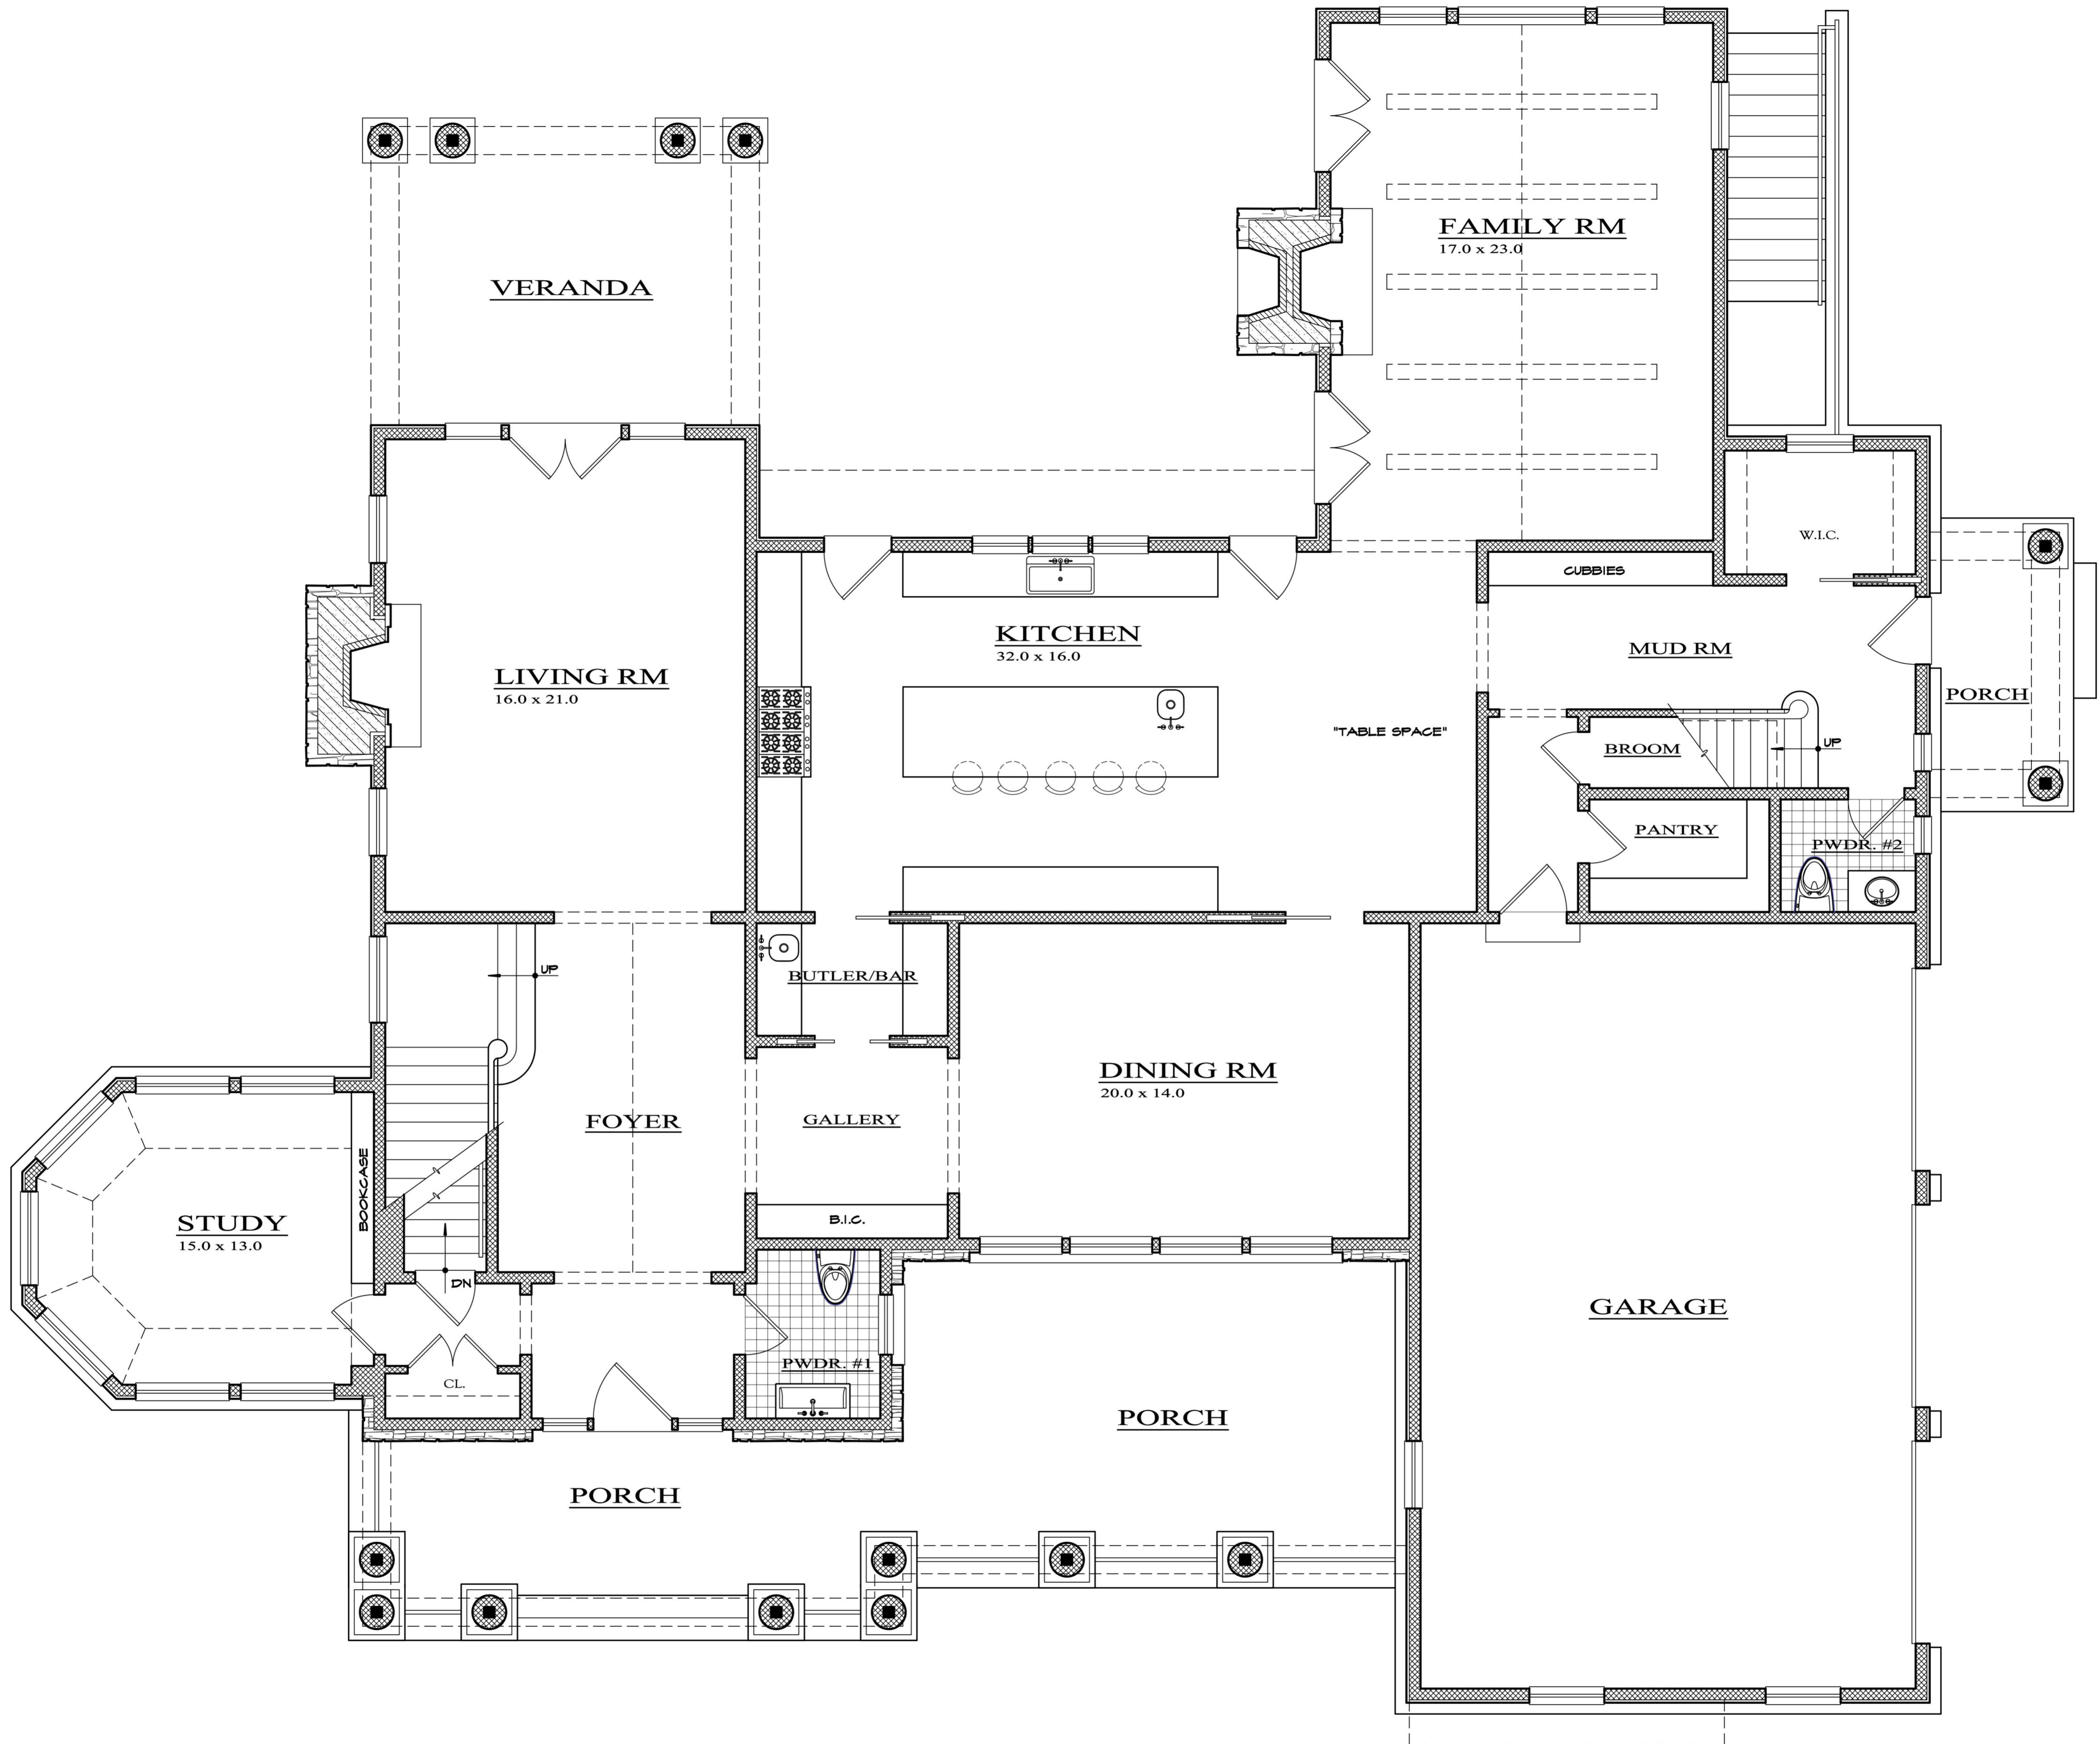 FAMILY RM
17.0 x 23.0
VERANDA
W.I.C.
CUBBIES
KITCHEN
32.0 x 16.0
MUD RM
LIVING RM
16.0 x 21.0
PORCH
"TABLE SPACE"
BROOM
UP
PANTRY
PWDR. #2
UP
BUTLER/BAR
DINING RM
20.0 x 14.0
FOYER
GALLERY
BOOKCASE
STUDY
15.0 x 13.0
B.I.C.
DN
GARAGE
PWDR. #1
CL.
PORCH
PORCH